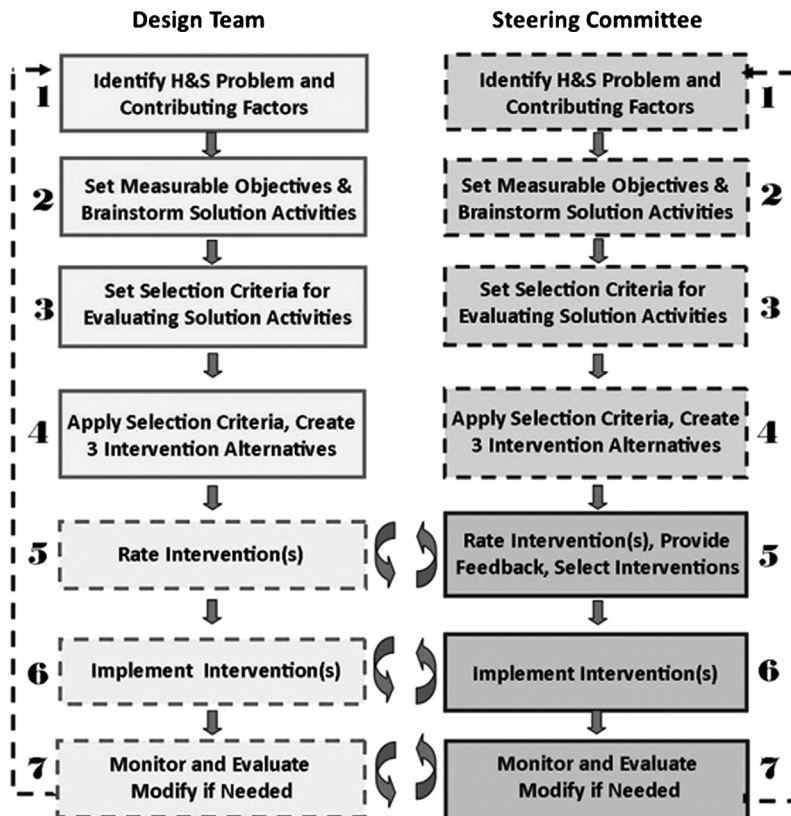 Design Team
1
Identify H&S Problem and
Contributing Factors
2
Set Measurable Objectives &
Brainstorm Solution Activities
3
Set Selection Criteria for
Evaluating Solution Activities
4
Apply Selection Criteria, Create
3 Intervention Alternatives
5
Rate Intervention(s)
6
Implement Intervention(s)
7
Monitor and Evaluate
Modify if Needed
Steering Committee
Identify H&S Problem and
Contributing Factors
1
Set Measurable Objectives &
Brainstorm Solution Activities
2
Set Selection Criteria for
Evaluating Solution Activities
3
Apply Selection Criteria, Create
3 Intervention Alternatives
4
Rate Intervention(s), Provide
Feedback, Select Interventions
5
Implement Intervention(s)
6
Monitor and Evaluate
Modify if Needed
7